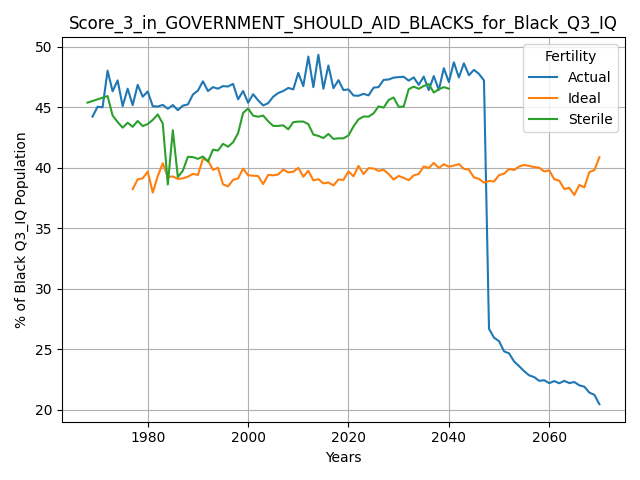 Score_3_in_GOVERNMENT_SHOULD_AID_BLACKS_for_Black_Q3_IQ
% of Black Q3_IQ Population
50
45
40
35
30
25
20
Fertility
Actual
Ideal
Sterile
1980
2000
2020
2040
2060
Years